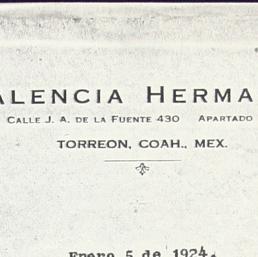 ALENCIA HERMA
CALLE J. A. DE LA FUENTE 430 APARTADO
TORREON, COAH., MEX.
Enero 5 de 1924.